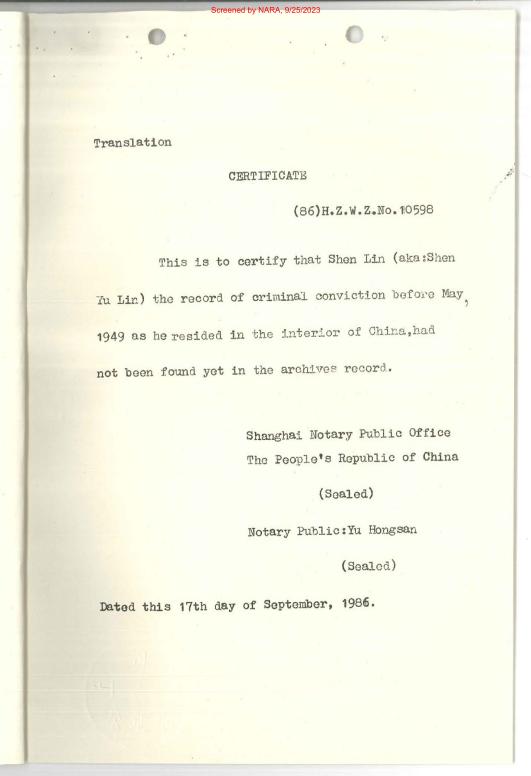 Screened by NARA, 9/25/2023
Translation
CERTIFICATE
(86)H.Z.W.Z.No.10598
This is to certify that Shen Lin (aka:Shen
Yu Lin) the record of criminal conviction before May,
1949 as he resided in the interior of China,had
not been found yet in the archives record.
Shanghai Notary Public Office
The People's Republic of China
(Sealed)
Notary Public:Yu Hongsan
(Sealed)
Dated this 17th day of September, 1986.